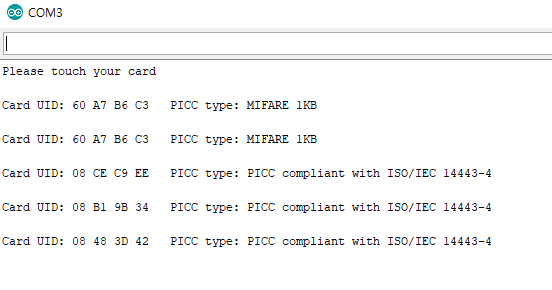 COM3
Please touch your card
Card UID: 60 A7 B6 C3   PICC type: MIFARE 1KB
Card UID: 60 A7 B6 C3   PICC type: MIFARE 1KB
Card UID: 08 CE C9 EE   PICC type: PICC compliant with ISO/IEC 14443-4
Card UID: 08 B1 9B 34   PICC type: PICC compliant with ISO/IEC 14443-4
Card UID: 08 48 3D 42   PICC type: PICC compliant with ISO/IEC 14443-4